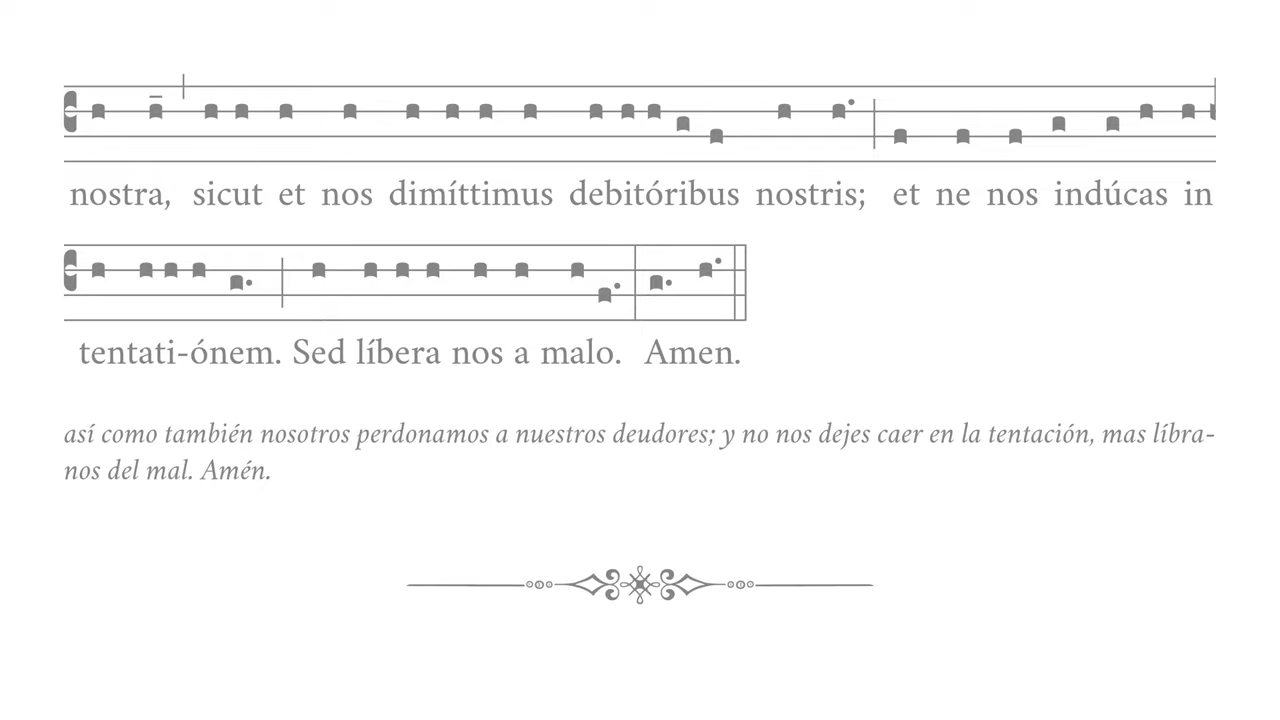 nostra, sicut et nos dimíttimus debitóribus nostris; et ne nos indúcas in
tentati-ónem. Sed líbera nos a malo. Amen.
así como también nosotros perdonamos a nuestros deudores; y no nos dejes caer en la tentación, mas líbra-
nos del mal. Amén.